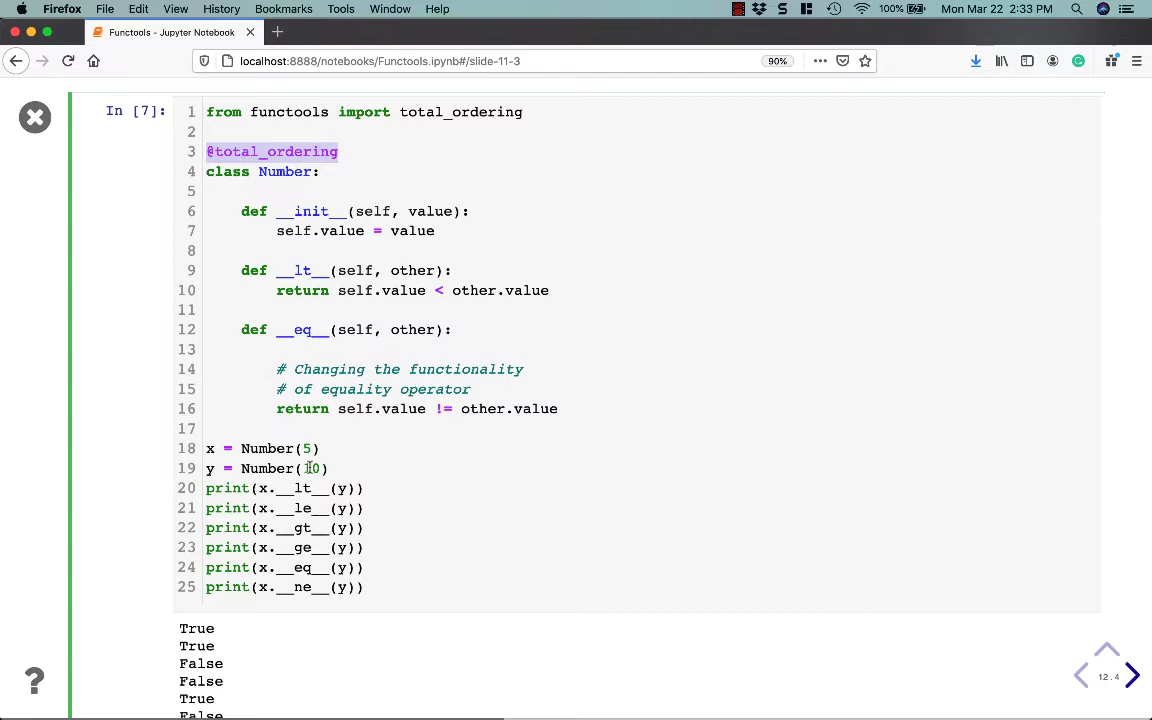 Firefox File Edit View History Bookmarks Tools Window Help 100% Mon Mar 22 2:33 PM
Functools - Jupyter Notebook
localhost:8888/notebooks/Functools.ipynb#/slide-11-3 90%
In [7]:
1 from functools import total_ordering
2
3 @total_ordering
4 class Number:
5
6 def __init__(self, value):
7 self.value = value
8
9 def __lt__(self, other):
10 return self.value < other.value
11
12 def __eq__(self, other):
13
14 # Changing the functionality
15 # of equality operator
16 return self.value != other.value
17
18 x = Number(5)
19 y = Number(10)
20 print(x.__lt__(y))
21 print(x.__le__(y))
22 print(x.__gt__(y))
23 print(x.__ge__(y))
24 print(x.__eq__(y))
25 print(x.__ne__(y))
True
True
False
False
True
False
12.4
?